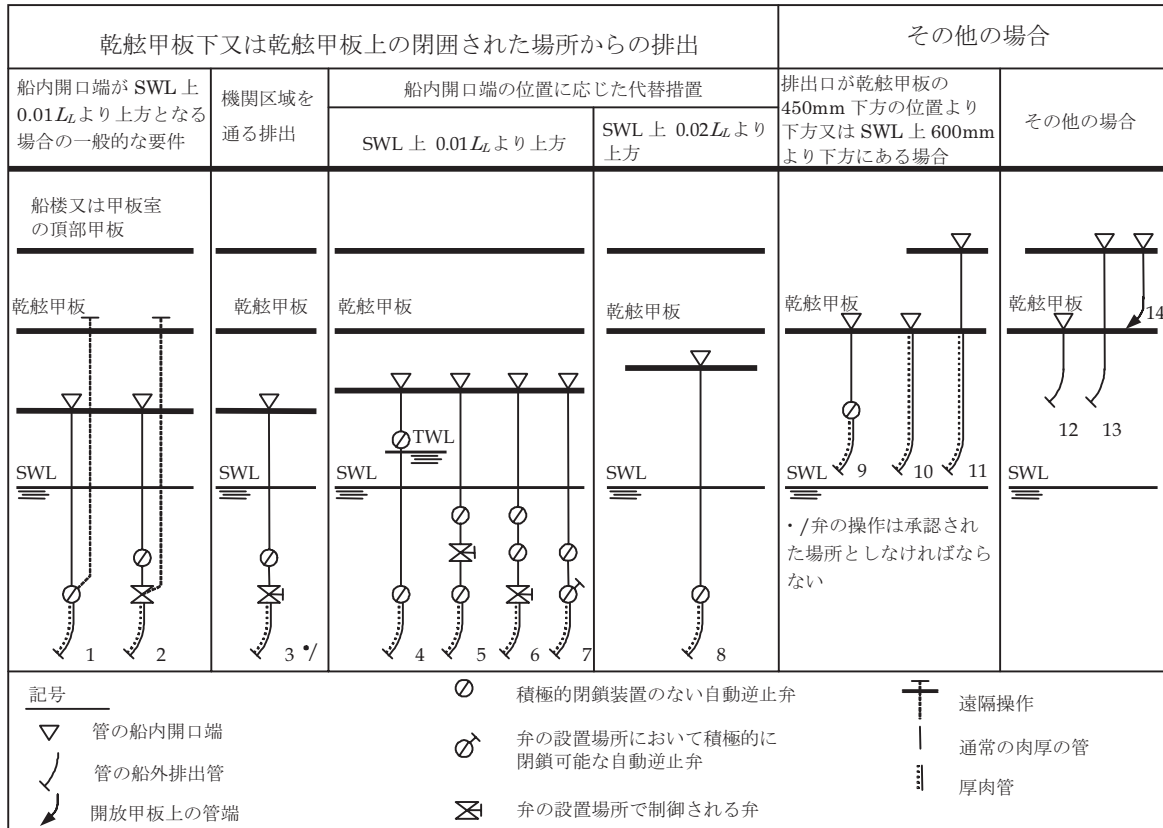 乾舷甲板下又は乾舷甲板上の閉囲された場所からの排出
その他の場合
船内開口端が SWL 上
0.01L_L より上方となる
場合の一般的な要件
機関区域を
通る排出
船内開口端の位置に応じた代替措置
SWL 上 0.01L_L より上方
SWL 上 0.02L_L より
上方
排出口が乾舷甲板の
450mm 下方の位置より
下方又は SWL 上 600mm
より下方にある場合
その他の場合
船楼又は甲板室
の頂部甲板
乾舷甲板
乾舷甲板
乾舷甲板
乾舷甲板
乾舷甲板
乾舷甲板
14
TWL
12 13
SWL
SWL
SWL
SWL
SWL
SWL
9 10 11
・/弁の操作は承認され
た場所としなければなら
ない
1 2 3 •/ 4 5 6 7 8
記号
管の船内開口端
管の船外排出管
開放甲板上の管端
積極的閉鎖装置のない自動逆止弁
弁の設置場所において積極的に
閉鎖可能な自動逆止弁
弁の設置場所で制御される弁
遠隔操作
通常の肉厚の管
厚肉管